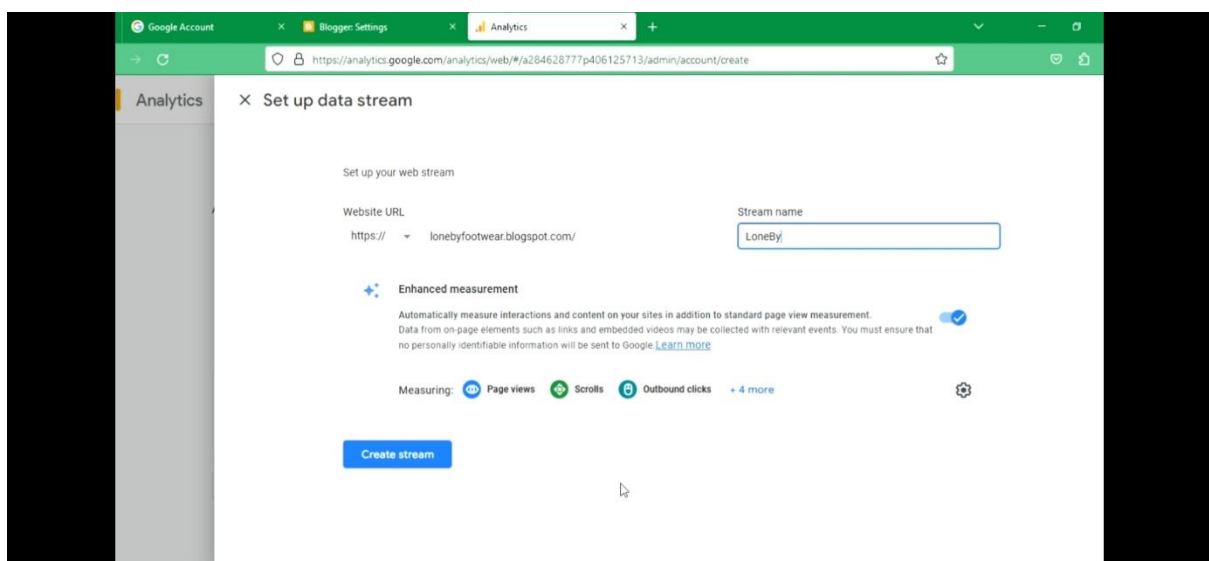 Google Account
Blogger: Settings
Analytics
https://analytics.google.com/analytics/web/#/a284628777p406125713/admin/account/create
Analytics
Set up data stream
Set up your web stream
Website URL
Stream name
https://
lonebyfootwear.blogspot.com/
LoneBy
Enhanced measurement
Automatically measure interactions and content on your sites in addition to standard page view measurement.
Data from on-page elements such as links and embedded videos may be collected with relevant events. You must ensure that
no personally identifiable information will be sent to Google. Learn more
Measuring: Page views Scrolls Outbound clicks + 4 more
Create stream